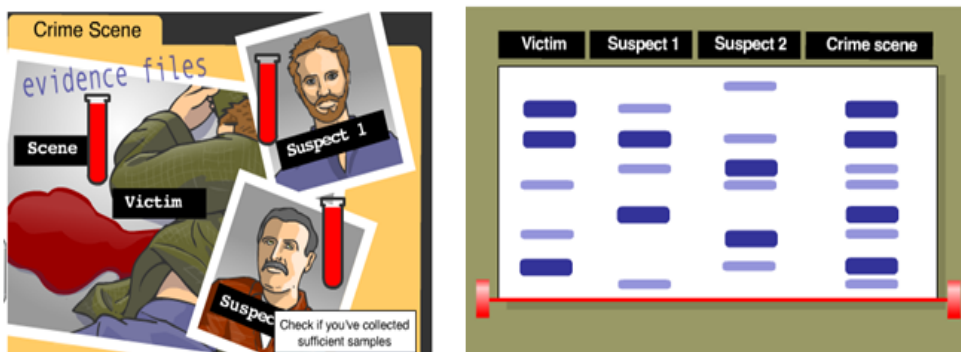 Crime Scene
evidence files
Scene
Victim
Suspect 1
Suspec
Check if you've collected
sufficient samples
Victim
Suspect 1
Suspect 2
Crime scene